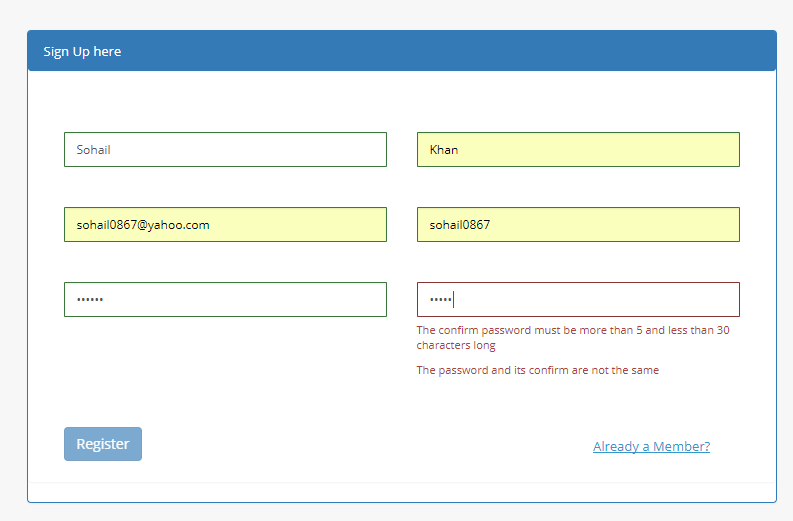 Sign Up here
Sohail
Khan
sohail0867@yahoo.com
sohail0867
••••••
•••••
The confirm password must be more than 5 and less than 30
characters long
The password and its confirm are not the same
Register
Already a Member?